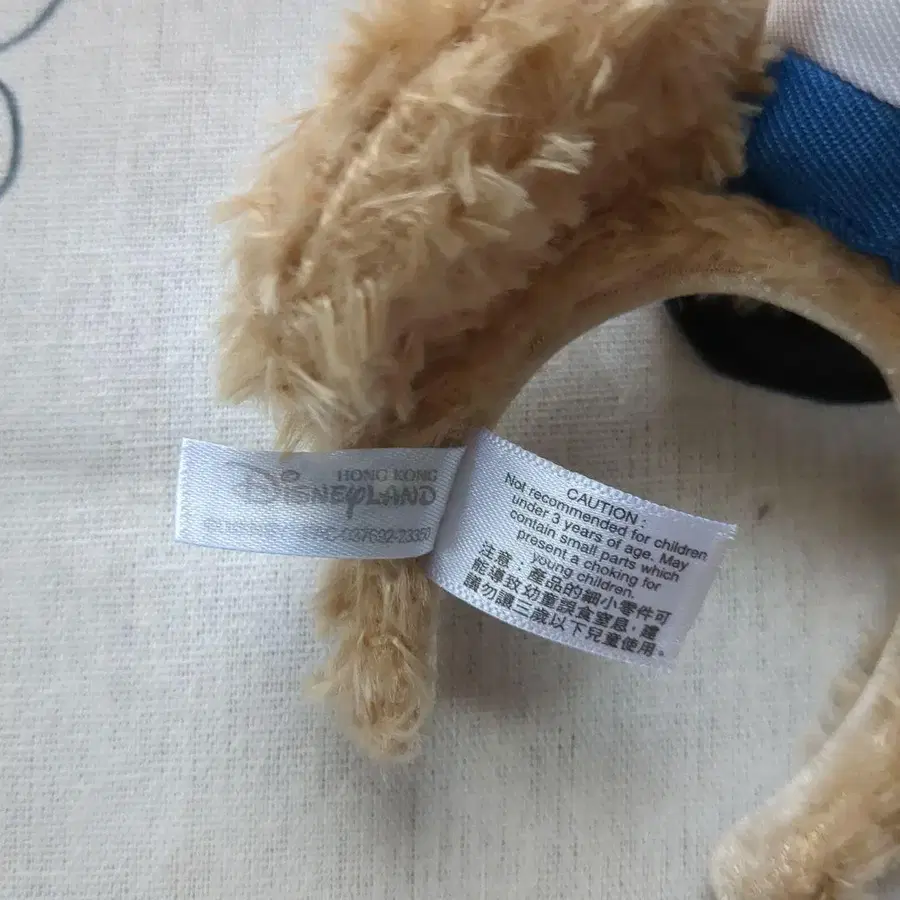 HONG KONG
DISNEYLAND
CAUTION :
Not recommended for children
under 3 years of age. May
contain small parts which
present a choking for
young children.
注意：產品的細小零件可
能導致幼童誤食窒息，處
請勿讓三歲以下兒童使用。